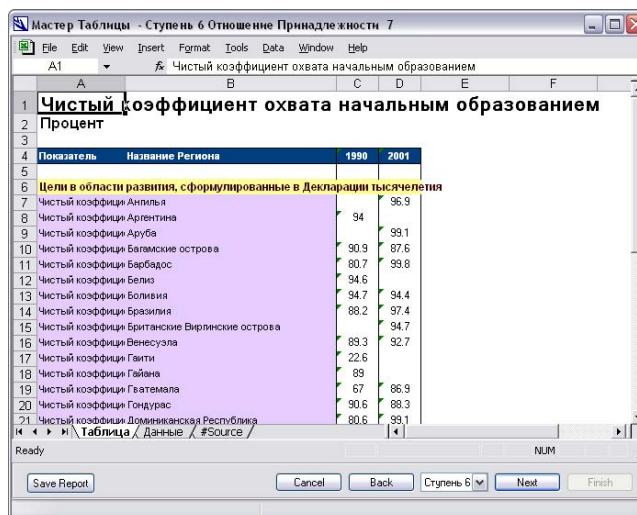 Мастер Таблицы - Ступень 6 Отношение Принадлежности 7
File Edit View Insert Format Tools Data Window Help
A1 fx Чистый коэффициент охвата начальным образованием
A B C D E F
1 Чистый коэффициент охвата начальным образованием
2 Процент
3
4 Показатель Название Региона 1990 2001
5
6 Цели в области развития, сформулированные в Декларации тысячелетия
7 Чистый коэффици Ангилья 96.9
8 Чистый коэффици Аргентина 94
9 Чистый коэффици Аруба 99.1
10 Чистый коэффици Багамские острова 90.9 87.6
11 Чистый коэффици Барбадос 80.7 99.8
12 Чистый коэффици Белиз 94.6
13 Чистый коэффици Боливия 94.7 94.4
14 Чистый коэффици Бразилия 88.2 97.4
15 Чистый коэффици Британские Виргинские острова 94.7
16 Чистый коэффици Венесуэла 89.3 92.7
17 Чистый коэффици Гаити 22.6
18 Чистый коэффици Гайана 89
19 Чистый коэффици Гватемала 67 86.9
20 Чистый коэффици Гондурас 90.6 88.3
21 Чистый коэффици Доминиканская Республика 80.6 99.1
Таблица / Данные / #Source /
Ready NUM
Save Report Cancel Back Ступень 6 Next Finish